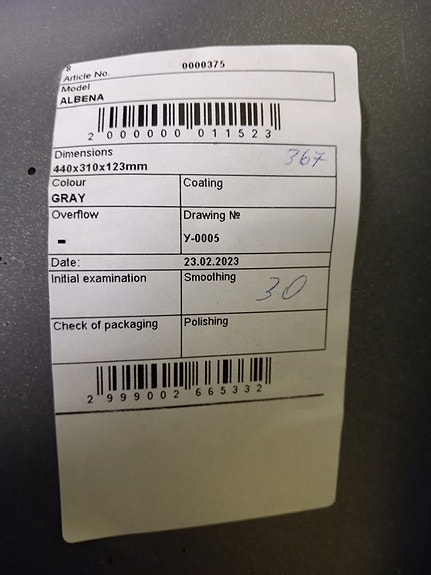 8
Article No. 0000375
Model
ALBENA
2 000000 011523
Dimensions 367
440x310x123mm
Colour Coating
GRAY
Overflow Drawing №
- У-0005
Date: 23.02.2023
Initial examination Smoothing 30
Check of packaging Polishing
2 999002 665332